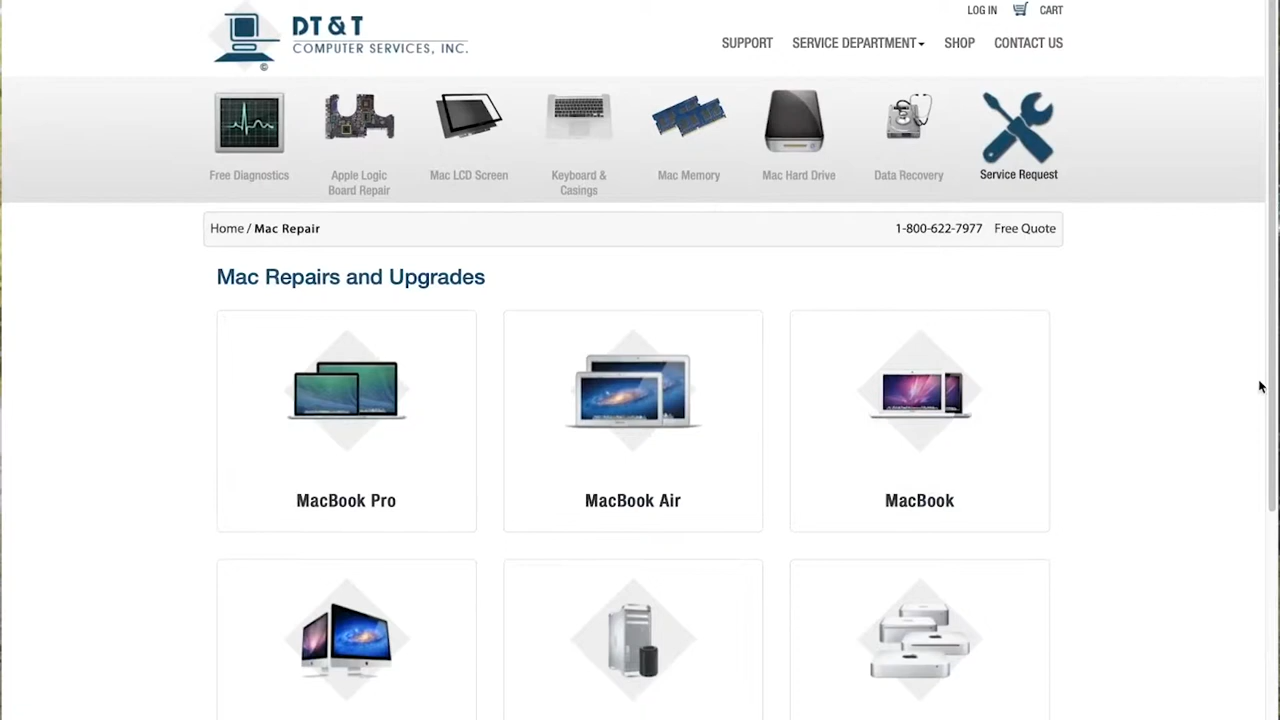 DT & T
COMPUTER SERVICES, INC.
©
LOG IN CART
SUPPORT SERVICE DEPARTMENT SHOP CONTACT US
Free Diagnostics
Apple Logic
Board Repair
Mac LCD Screen
Keyboard &
Casings
Mac Memory
Mac Hard Drive
Data Recovery
Service Request
Home / Mac Repair
1-800-622-7977 Free Quote
Mac Repairs and Upgrades
MacBook Pro
MacBook Air
MacBook